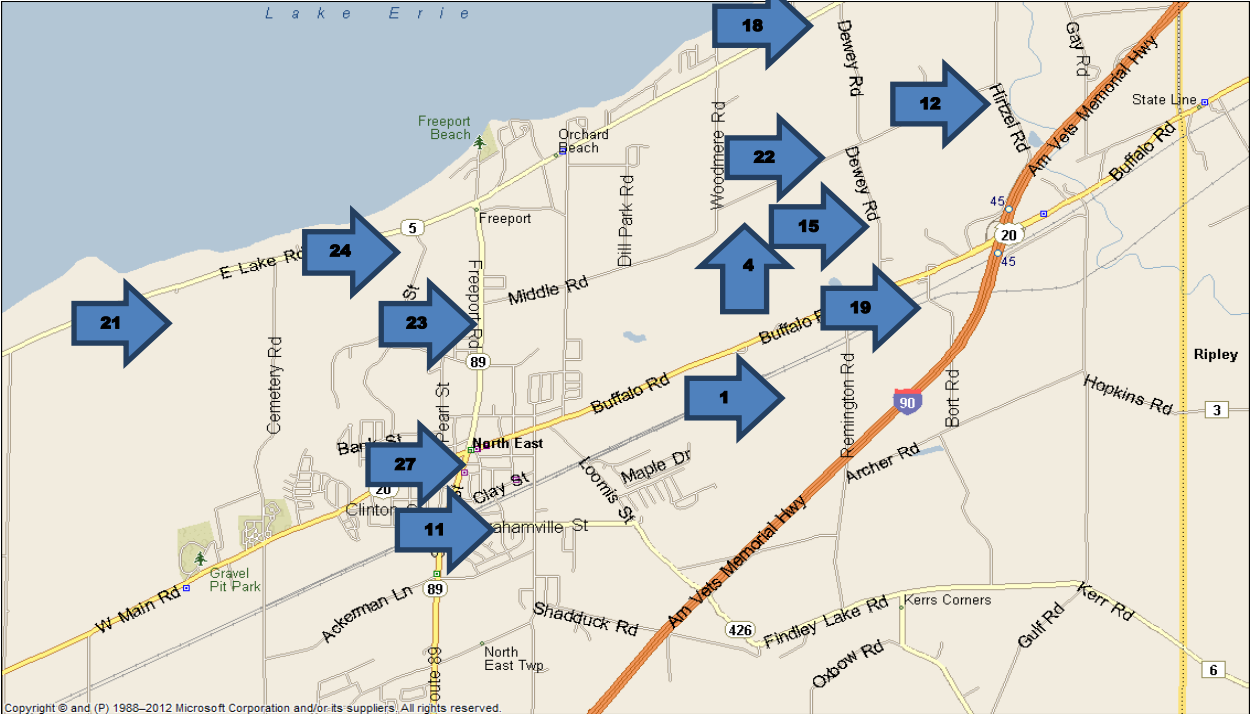 Lake Erie
18
Dewey Rd
Gay Rd
Am Vets Memorial Hwy
12
Hirtzel Rd
State Line
Buffalo Rd
Freeport
Beach
Orchard
Beach
Woodmere Rd
22
Dewey Rd
Dill Park Rd
45
5
Freeport
15
20
24
E Lake Rd
45
4
St
Freeport Rd
Middle Rd
19
21
23
Buffalo
Ripley
Cemetery Rd
89
Remington Rd
Bort Rd
Pearl St
Buffalo Rd
1
90
Hopkins Rd
3
North East
27
Loomis St
Maple Dr
Archer Rd
20
St
Clay St
Clinton
11
ahamville St
Am Vets Memorial Hwy
Gravel
Pit Park
W Main Rd
89
Ackerman Ln
Shadduck Rd
426
Findley Lake Rd
Kerrs Corners
Kerr Rd
Gulf Rd
North
East Twp
Oxbow Rd
route 89
6
Copyright © and (P) 1988–2012 Microsoft Corporation and/or its suppliers. All rights reserved.